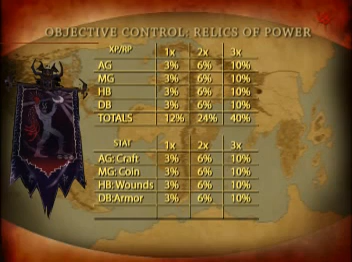 OBJECTIVE CONTROL: RELICS OF POWER
XP/RP 1x 2x 3x
AG 3% 6% 10%
MG 3% 6% 10%
HB 3% 6% 10%
DB 3% 6% 10%
TOTALS 12% 24% 40%
STAT 1x 2x 3x
AG: Craft 3% 6% 10%
MG: Coin 3% 6% 10%
HB: Wounds 3% 6% 10%
DB:Armor 3% 6% 10%